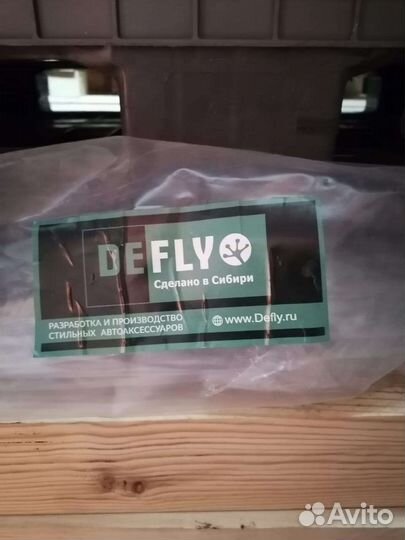 DEFLY
Сделано в Сибири
РАЗРАБОТКА И ПРОИЗВОДСТВО
СТИЛЬНЫХ АВТОАКСЕССУАРОВ
www.Defly.ru
Avito